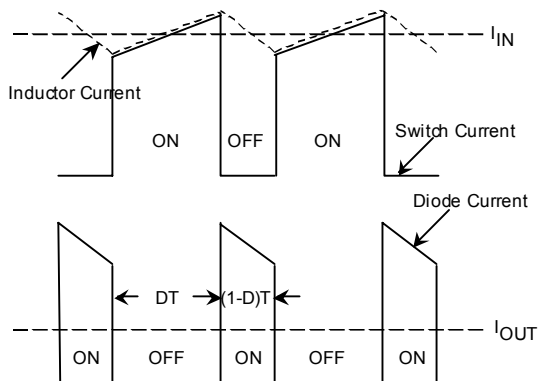 I_IN
Inductor Current
ON OFF ON
Switch Current
Diode Current
DT (1-D)T
I_OUT
ON OFF ON OFF ON